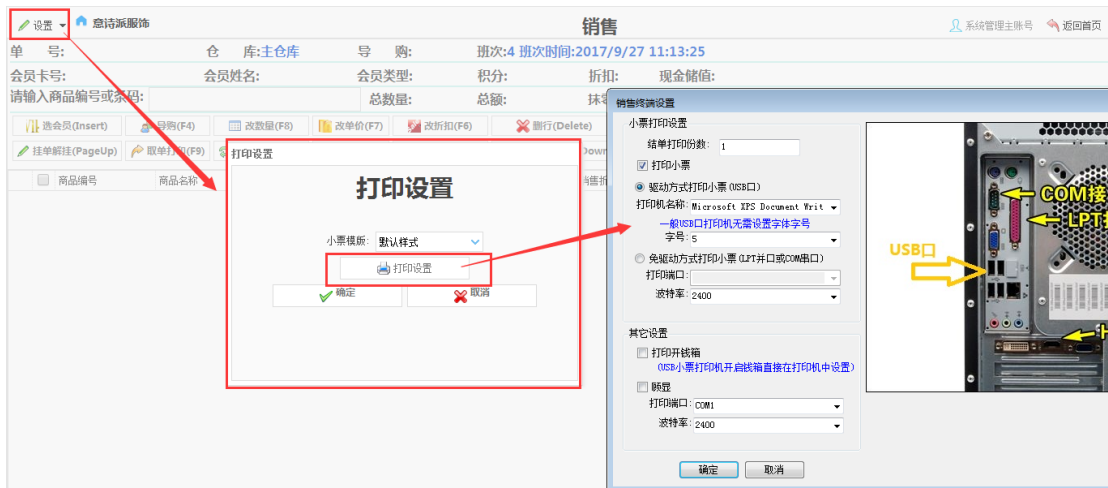 设置 意诗派服饰 销售 系统管理主账号 返回首页
单 号: 仓 库:主仓库 导 购: 班次:4 班次时间:2017/9/27 11:13:25
会员卡号: 会员姓名: 会员类型: 积分: 折扣: 现金储值:
请输入商品编号或条码: 总数量: 总额: 抹零
选会员(Insert) 导购(F4) 改数量(F8) 改单价(F7) 改折扣(F6) 删行(Delete)
挂单解挂(PageUp) 取单打印(F9)
商品编号 商品名称
打印设置
打印设置
小票模版: 默认样式
打印设置
确定 取消
销售终端设置
小票打印设置
结单打印份数: 1
打印小票
驱动方式打印小票(USB口)
打印机名称: Microsoft XPS Document Writ
一般USB口打印机无需设置字体字号
字号: 5
免驱动方式打印小票(LPT并口或COM串口)
打印端口:
波特率: 2400
其它设置
打印开钱箱
(USB小票打印机开启钱箱直接在打印机中设置)
顾显
打印端口: COM1
波特率: 2400
确定 取消
COM接
LPT
USB口